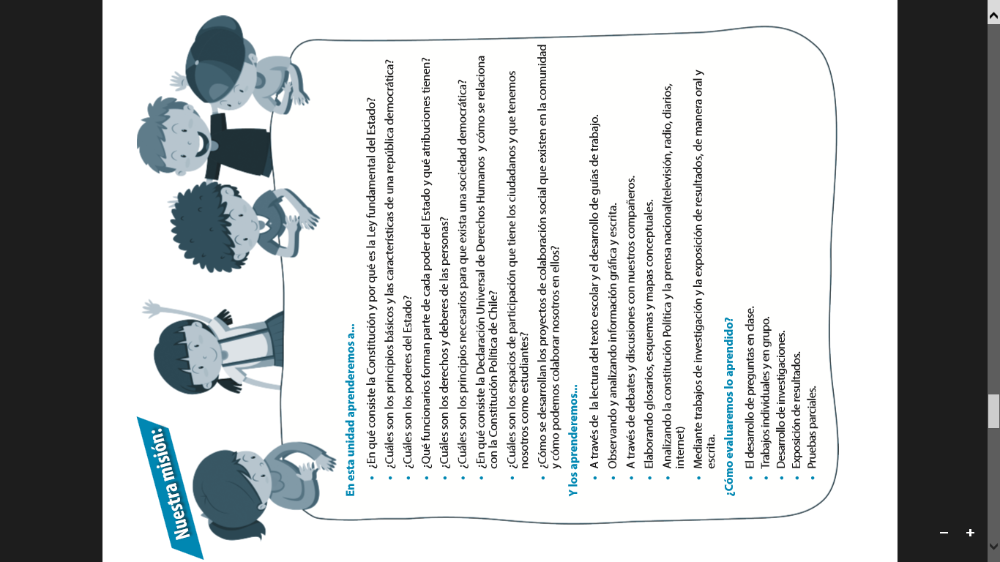 Nuestra misión:
En esta unidad aprenderemos a...
• ¿En qué consiste la Constitución y por qué es la Ley fundamental del Estado?
• ¿Cuáles son los principios básicos y las características de una república democrática?
• ¿Cuáles son los poderes del Estado?
• ¿Qué funcionarios forman parte de cada poder del Estado y qué atribuciones tienen?
• ¿Cuáles son los derechos y deberes de las personas?
• ¿Cuáles son los principios necesarios para que exista una sociedad democrática?
• ¿En qué consiste la Declaración Universal de Derechos Humanos y cómo se relaciona
con la Constitución Política de Chile?
• ¿Cuáles son los espacios de participación que tiene los ciudadanos y que tenemos
nosotros como estudiantes?
• ¿Cómo se desarrollan los proyectos de colaboración social que existen en la comunidad
y cómo podemos colaborar nosotros en ellos?
Y los aprenderemos...
• A través de la lectura del texto escolar y el desarrollo de guías de trabajo.
• Observando y analizando información gráfica y escrita.
• A través de debates y discusiones con nuestros compañeros.
• Elaborando glosarios, esquemas y mapas conceptuales.
• Analizando la constitución Política y la prensa nacional(televisión, radio, diarios,
internet)
• Mediante trabajos de investigación y la exposición de resultados, de manera oral y
escrita.
¿Cómo evaluaremos lo aprendido?
• El desarrollo de preguntas en clase.
• Trabajos individuales y en grupo.
• Desarrollo de investigaciones.
• Exposición de resultados.
• Pruebas parciales.